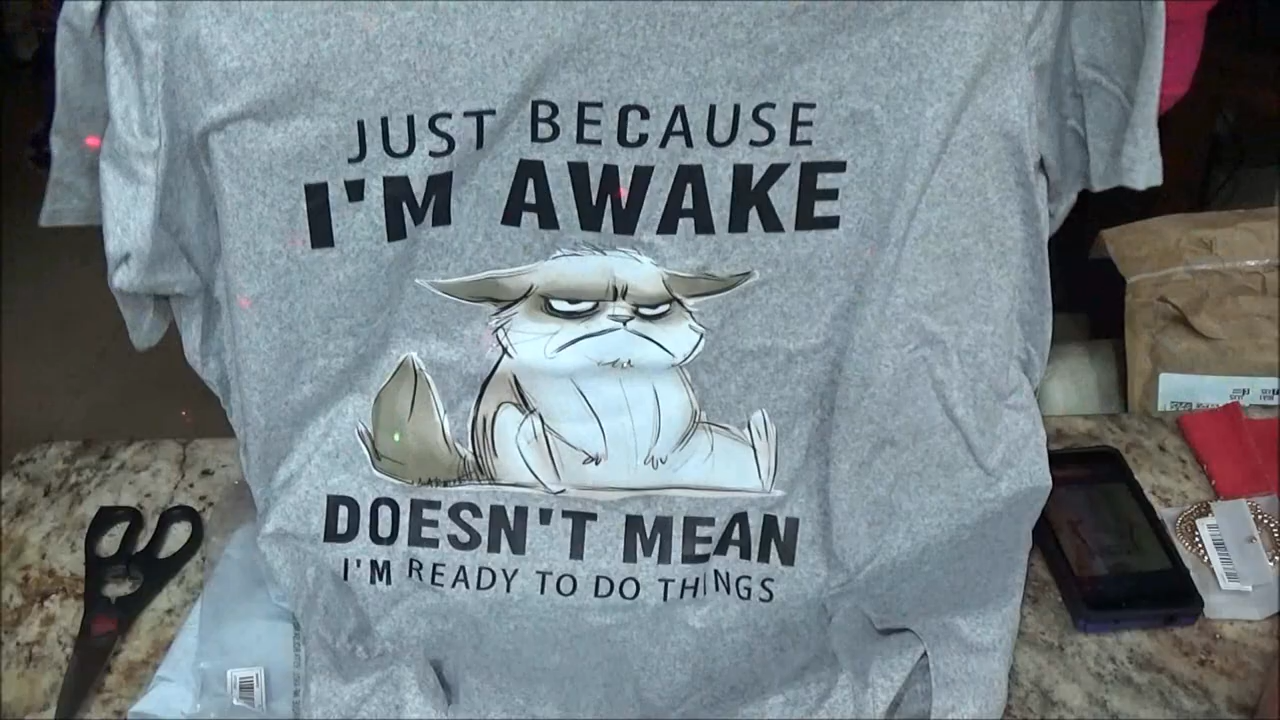 JUST BECAUSE
I'M AWAKE
DOESN'T MEAN
I'M READY TO DO THINGS